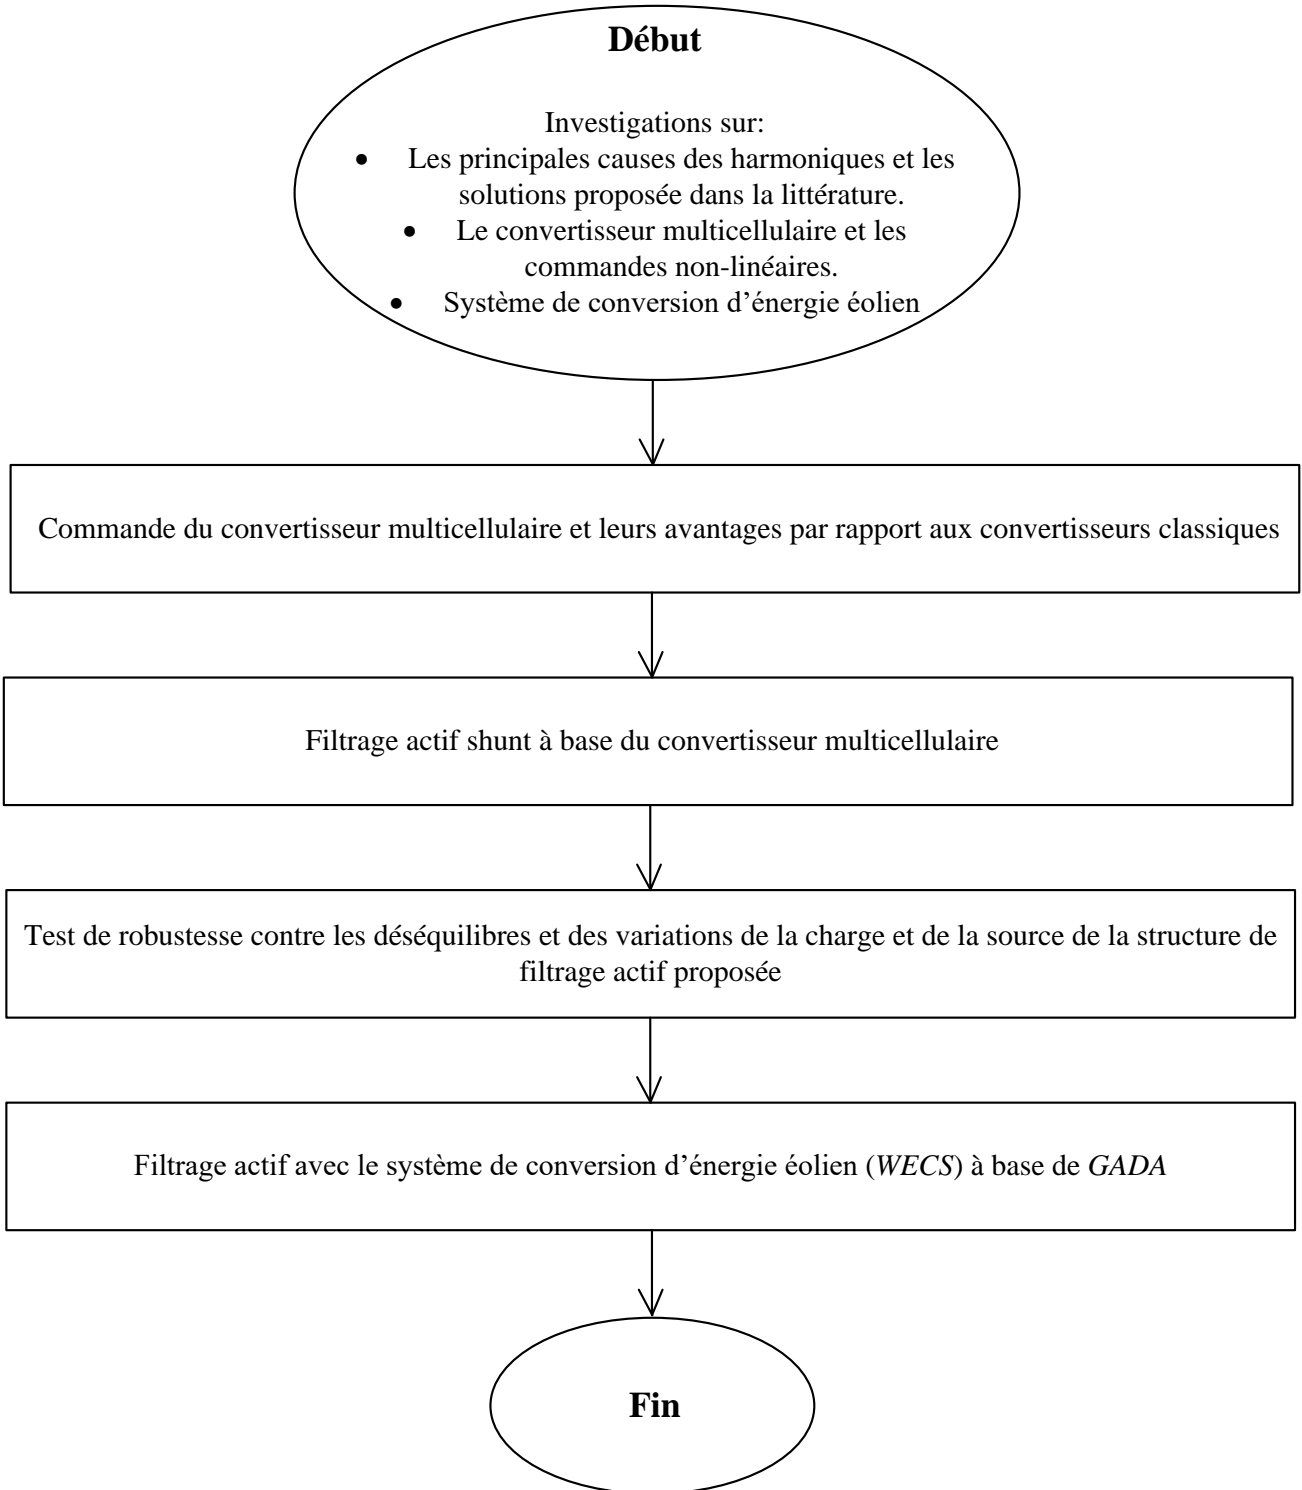 Début
Investigations sur:
• Les principales causes des harmoniques et les
solutions proposée dans la littérature.
• Le convertisseur multicellulaire et les
commandes non-linéaires.
• Système de conversion d’énergie éolien
Commande du convertisseur multicellulaire et leurs avantages par rapport aux convertisseurs classiques
Filtrage actif shunt à base du convertisseur multicellulaire
Test de robustesse contre les déséquilibres et des variations de la charge et de la source de la structure de
filtrage actif proposée
Filtrage actif avec le système de conversion d’énergie éolien (WECS) à base de GADA
Fin